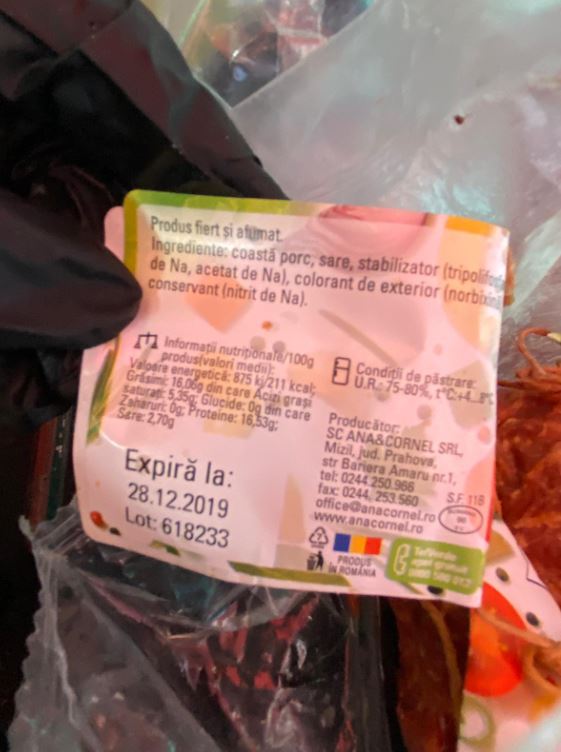 Produs fiert și afumat.
Ingrediente: coastă porc, sare, stabilizator
de Na, acetat de Na), colorant de exterior
conservant (nitrit de Na).
Informații nutriționale/100g
produs(valori medii):
Valoare energetică: 875 kj/211 kcal;
Grăsimi: 16,06g din care Acizi grași
saturați: 5,35g; Glucide: 0g din care
Zaharuri: 0g; Proteine: 16,53g;
Sare: 2,70g
Expiră la:
28.12.2019
Lot: 618233
Condiții de păstrare:
U.R.: 75-80%, t°C:+4...8°C
Producător:
SC ANA&CORNEL SRL,
Mizil, jud. Prahova,
str Bariera Amaru nr.1,
tel: 0244.250.966
fax: 0244. 253.560
office@anacornel.ro
www.anacornel.ro
S.F. 118
PRODUS
ÎN ROMÂNIA
TelVerde
apel gratuit